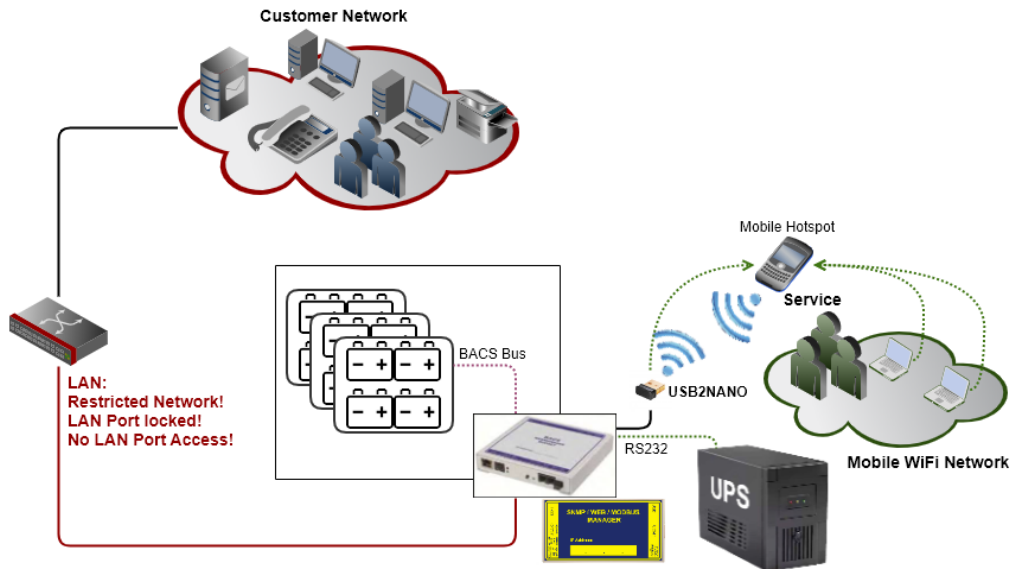 Customer Network
Mobile Hotspot
Service
BACS Bus
USB2NANO
LAN:
Restricted Network!
LAN Port locked!
No LAN Port Access!
RS232
Mobile WiFi Network
UPS
BACS
SNMP / WEB / MODBUS
MANAGER
IP Address